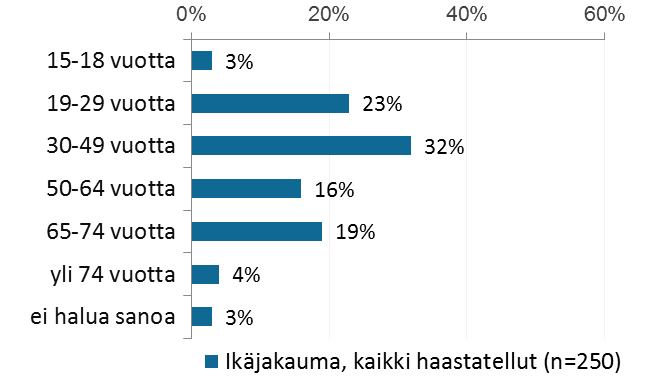 0% 20% 40% 60%
15-18 vuotta 3%
19-29 vuotta 23%
30-49 vuotta 32%
50-64 vuotta 16%
65-74 vuotta 19%
yli 74 vuotta 4%
ei halua sanoa 3%
Ikäjakauma, kaikki haastatellut (n=250)